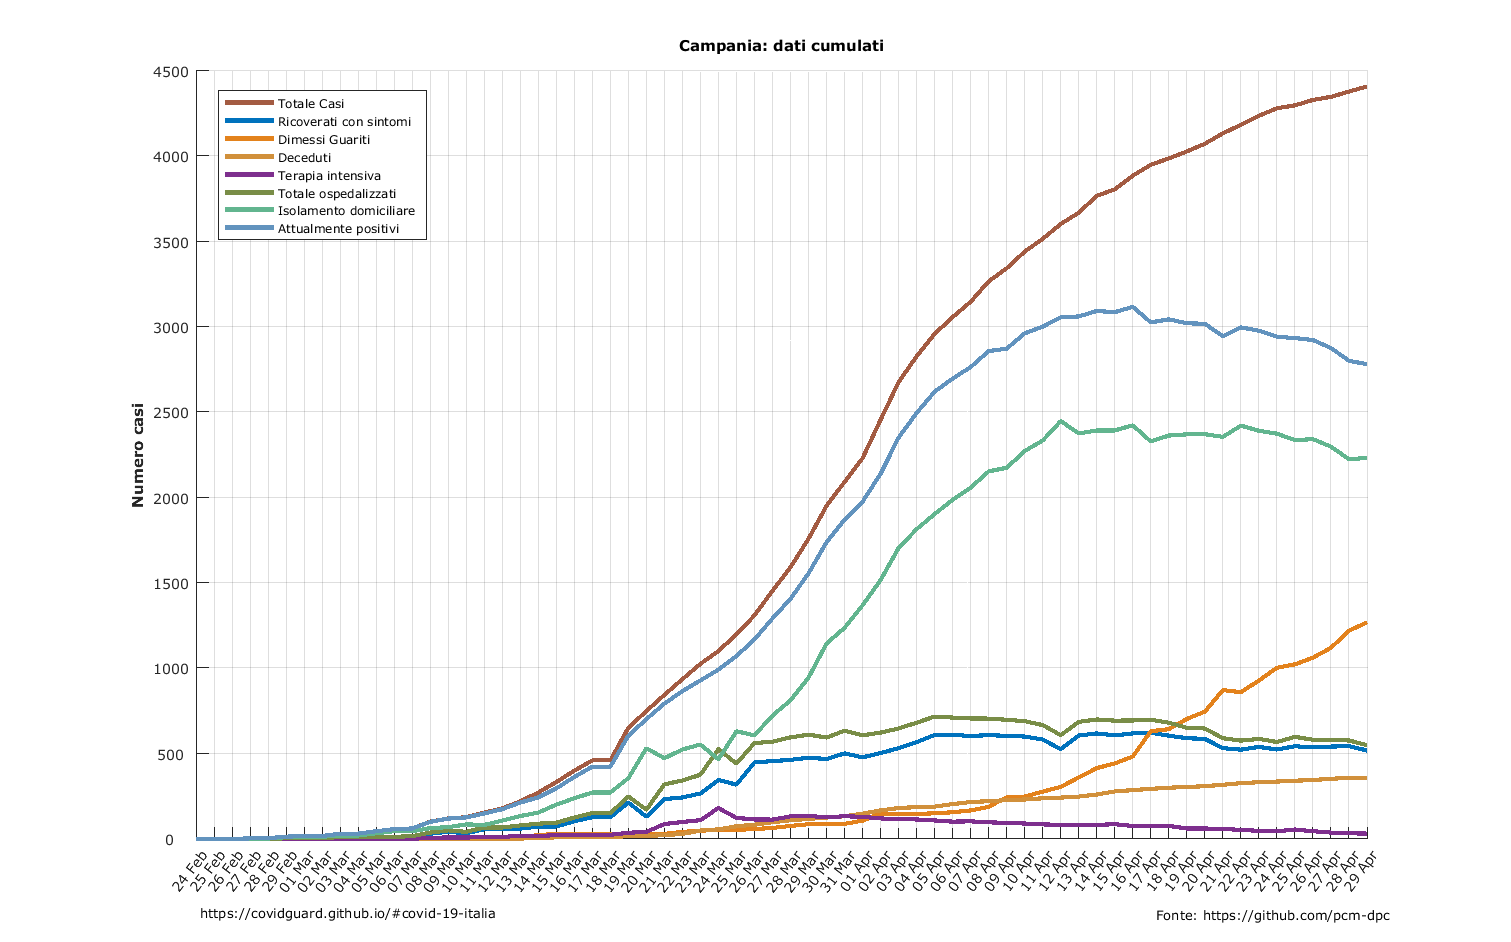 Campania: dati cumulati
4500
4000
3500
3000
2500
2000
1500
1000
500
0
Numero casi
Totale Casi
Ricoverati con sintomi
Dimessi Guariti
Deceduti
Terapia intensiva
Totale ospedalizzati
Isolamento domiciliare
Attualmente positivi
24 Feb
25 Feb
26 Feb
27 Feb
28 Feb
29 Feb
01 Mar
02 Mar
03 Mar
04 Mar
05 Mar
06 Mar
07 Mar
08 Mar
09 Mar
10 Mar
11 Mar
12 Mar
13 Mar
14 Mar
15 Mar
16 Mar
17 Mar
18 Mar
19 Mar
20 Mar
21 Mar
22 Mar
23 Mar
24 Mar
25 Mar
26 Mar
27 Mar
28 Mar
29 Mar
30 Mar
31 Mar
01 Apr
02 Apr
03 Apr
04 Apr
05 Apr
06 Apr
07 Apr
08 Apr
09 Apr
10 Apr
11 Apr
12 Apr
13 Apr
14 Apr
15 Apr
16 Apr
17 Apr
18 Apr
19 Apr
20 Apr
21 Apr
22 Apr
23 Apr
24 Apr
25 Apr
26 Apr
27 Apr
28 Apr
29 Apr
https://covidguard.github.io/#covid-19-italia
Fonte: https://github.com/pcm-dpc